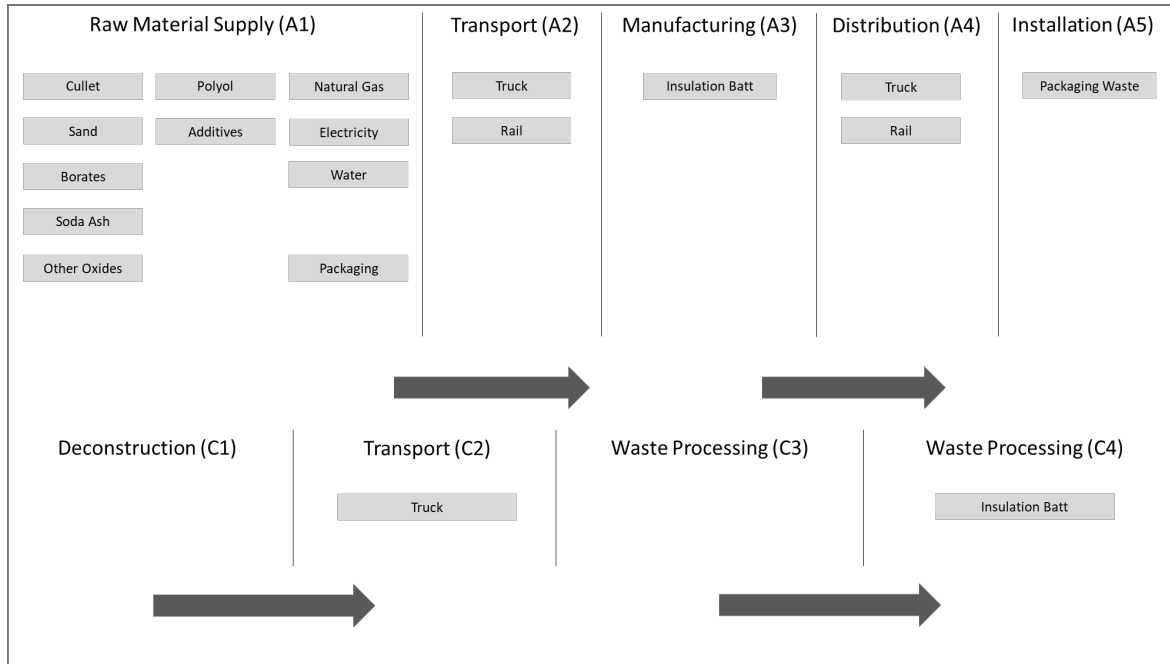 Raw Material Supply (A1)
Cullet
Sand
Borates
Soda Ash
Other Oxides
Polyol
Additives
Natural Gas
Electricity
Water
Packaging
Transport (A2)
Truck
Rail
Manufacturing (A3)
Insulation Batt
Distribution (A4)
Truck
Rail
Installation (A5)
Packaging Waste
Deconstruction (C1)
Transport (C2)
Truck
Waste Processing (C3)
Waste Processing (C4)
Insulation Batt